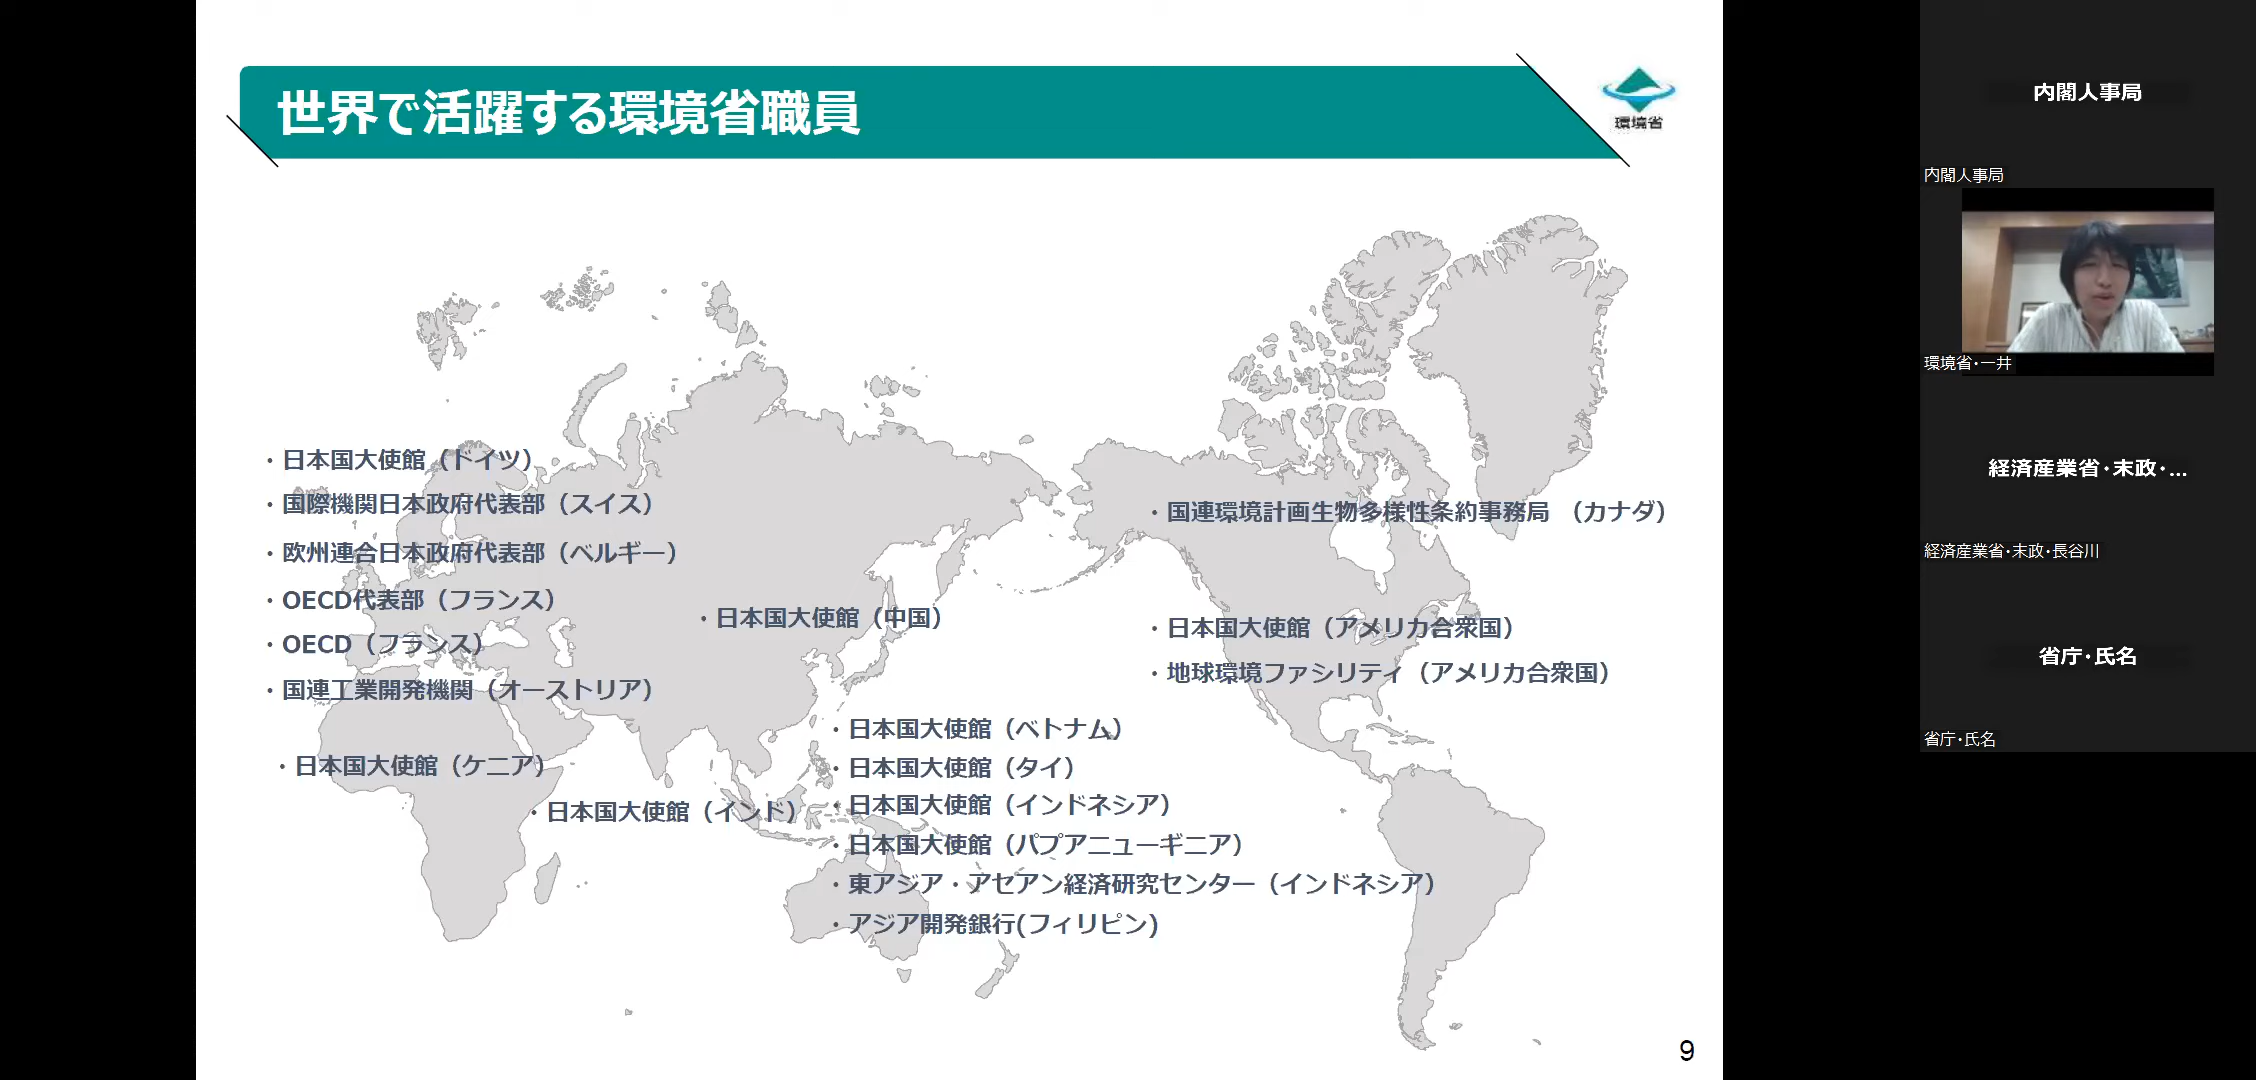 世界で活躍する環境省職員
環境省
・日本国大使館（ドイツ）
・国際機関日本政府代表部（スイス）
・欧州連合日本政府代表部（ベルギー）
・OECD代表部（フランス）
・OECD（フランス）
・国連工業開発機関（オーストリア）
・日本国大使館（ケニア）
・日本国大使館（インド）
・日本国大使館（中国）
・日本国大使館（ベトナム）
・日本国大使館（タイ）
・日本国大使館（インドネシア）
・日本国大使館（パプアニューギニア）
・東アジア・アセアン経済研究センター（インドネシア）
・アジア開発銀行(フィリピン)
・国連環境計画生物多様性条約事務局 （カナダ）
・日本国大使館（アメリカ合衆国）
・地球環境ファシリティ（アメリカ合衆国）
9
内閣人事局
内閣人事局
環境省・一井
経済産業省・末政・...
経済産業省・末政・長谷川
省庁・氏名
省庁・氏名